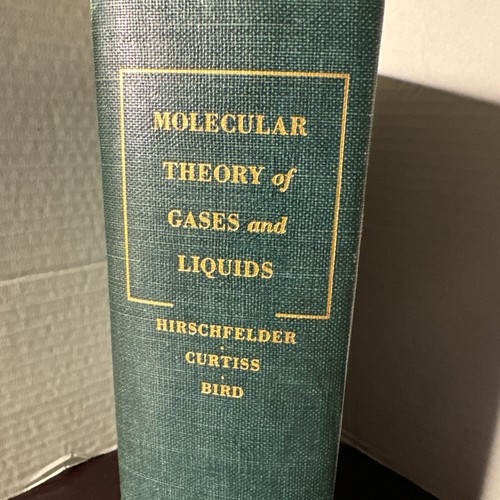 MOLECULAR
THEORY of
GASES and
LIQUIDS
HIRSCHFELDER
·
CURTISS
·
BIRD